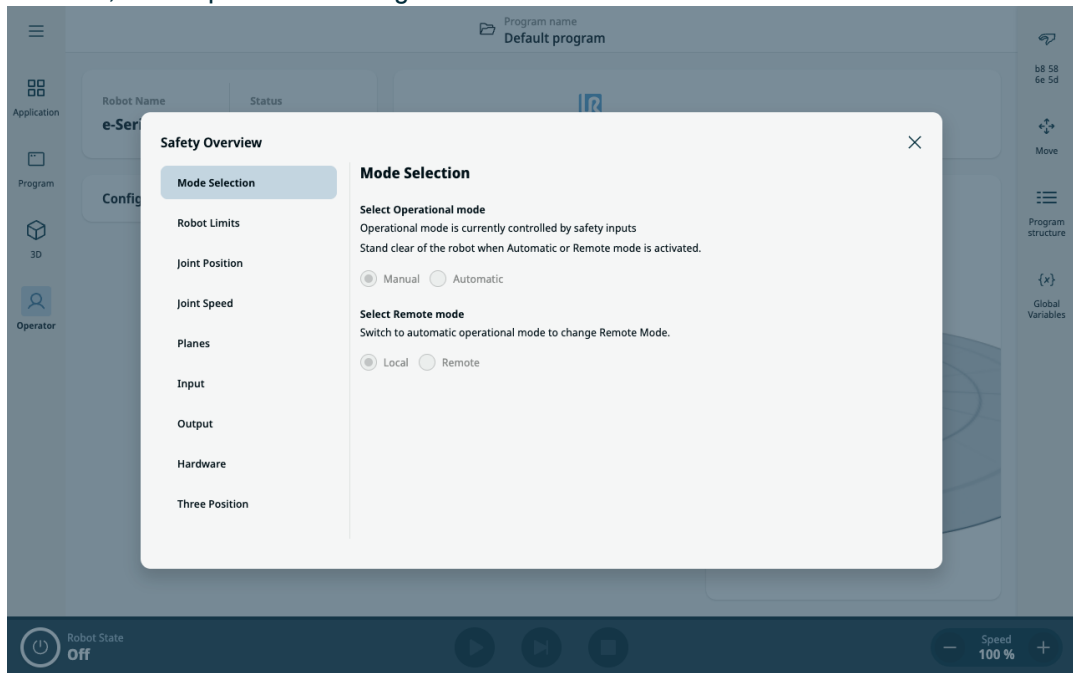 Program name
Default program
b8 58
6e 5d
Application
Robot Name
Status
e-Seri
Move
Safety Overview
Mode Selection
Robot Limits
Joint Position
Joint Speed
Planes
Input
Output
Hardware
Three Position
Mode Selection
Select Operational mode
Operational mode is currently controlled by safety inputs
Stand clear of the robot when Automatic or Remote mode is activated.
Manual
Automatic
Select Remote mode
Switch to automatic operational mode to change Remote Mode.
Local
Remote
Program
Config
3D
Operator
Program
structure
{x}
Global
Variables
Robot State
Off
Speed
100 %